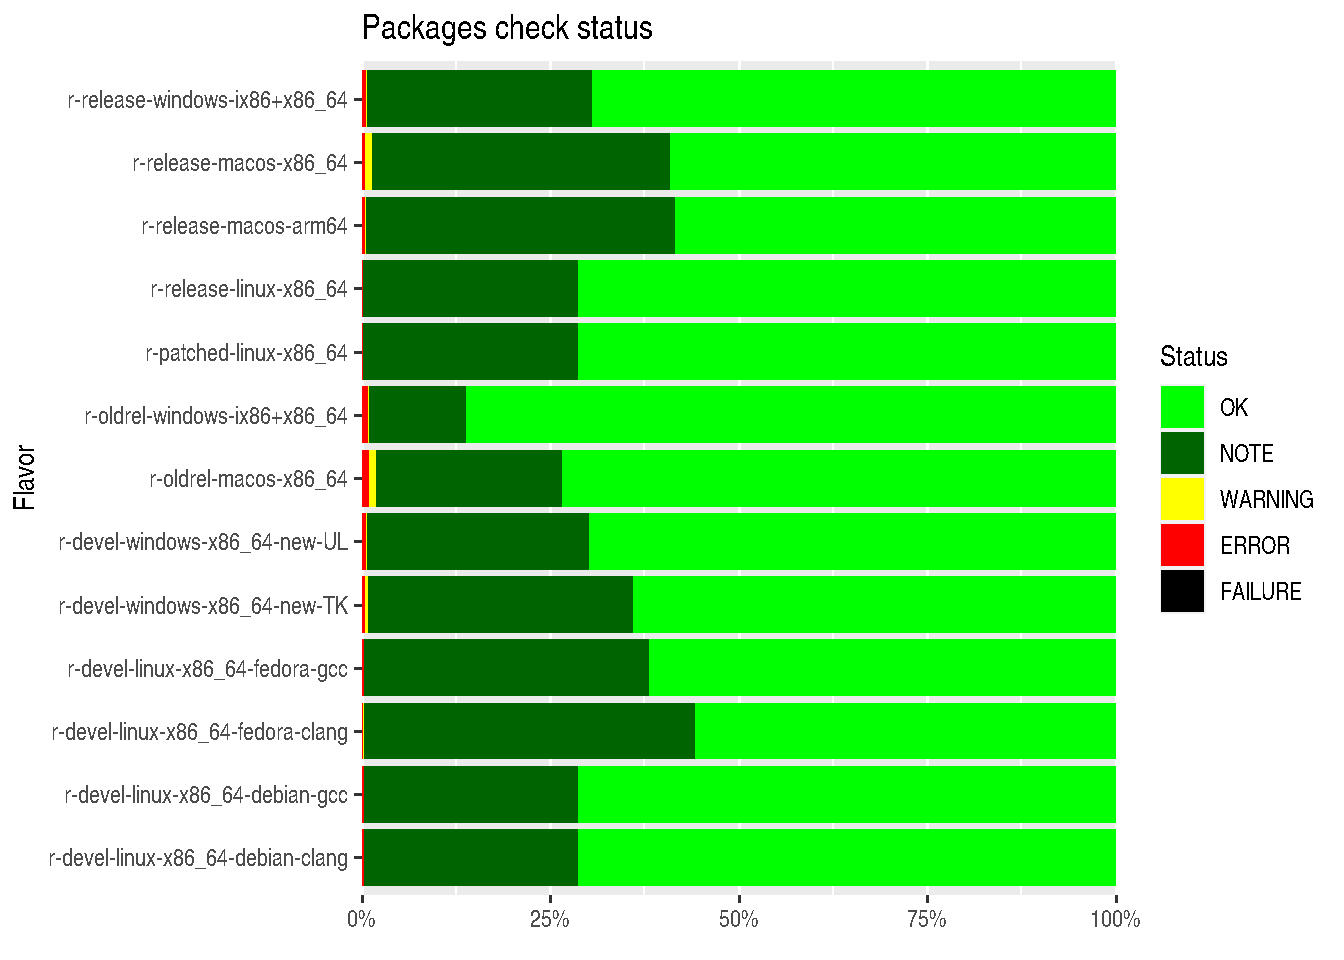 Packages check status
Flavor
r-release-windows-ix86+x86_64
r-release-macos-x86_64
r-release-macos-arm64
r-release-linux-x86_64
r-patched-linux-x86_64
r-oldrel-windows-ix86+x86_64
r-oldrel-macos-x86_64
r-devel-windows-x86_64-new-UL
r-devel-windows-x86_64-new-TK
r-devel-linux-x86_64-fedora-gcc
r-devel-linux-x86_64-fedora-clang
r-devel-linux-x86_64-debian-gcc
r-devel-linux-x86_64-debian-clang
0% 25% 50% 75% 100%
Status
OK
NOTE
WARNING
ERROR
FAILURE